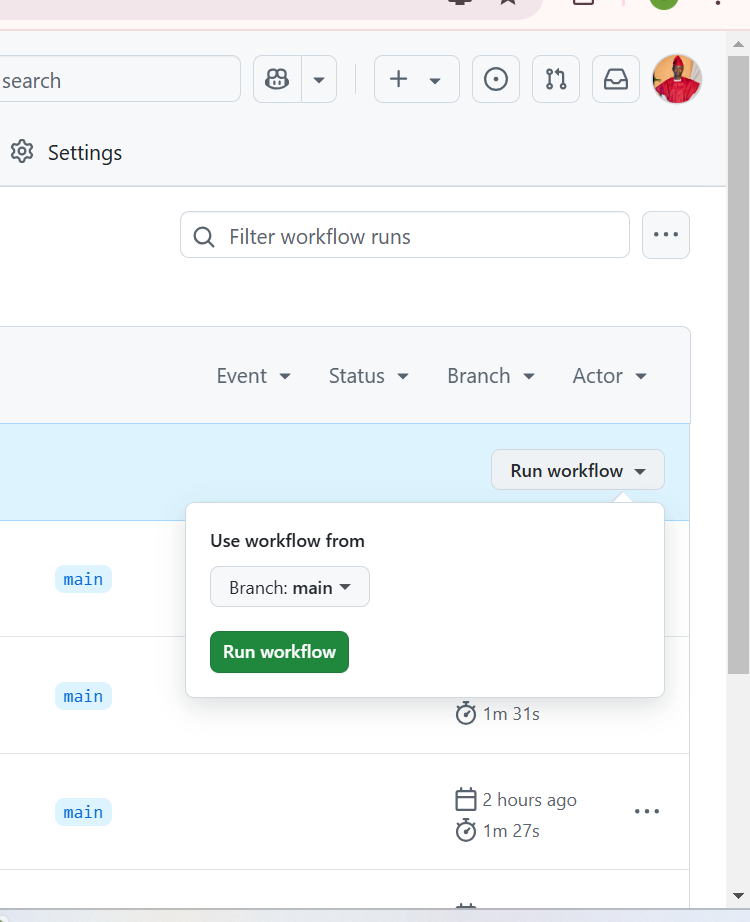 search
Settings
Filter workflow runs
Event Status Branch Actor
Run workflow
Use workflow from
main
Branch: main
Run workflow
main
1m 31s
2 hours ago
main
1m 27s